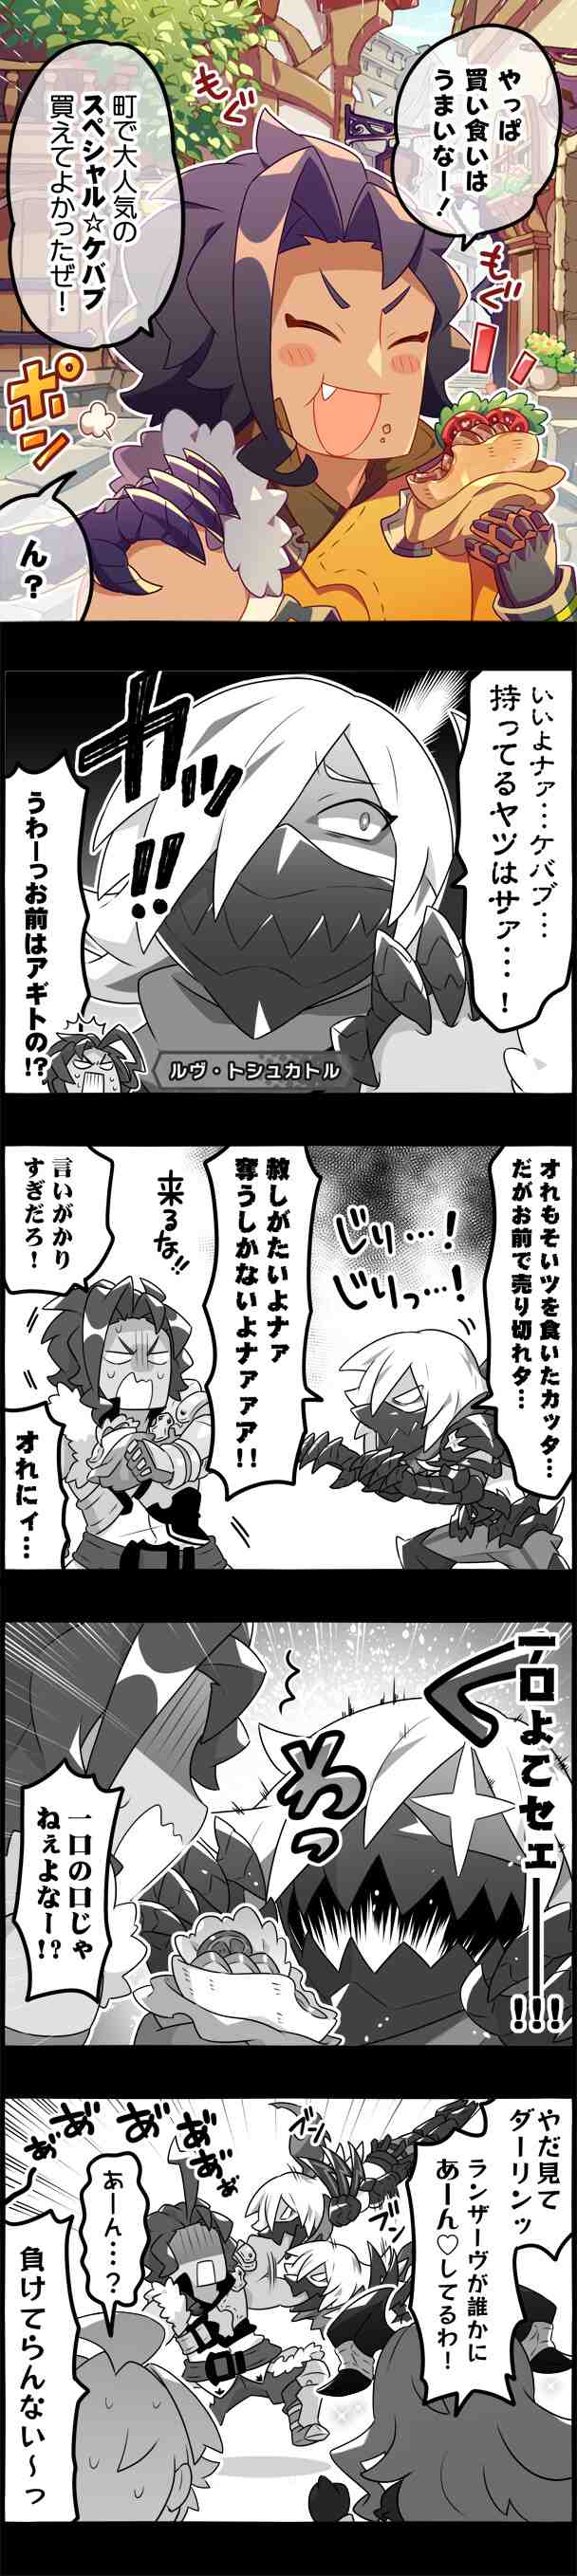 やっぱ
買い食いは
うまいなー！
もぐ
もぐ
町で大人気の
スペシャル☆ケバブ
買えてよかったぜ！
ポン
ん？
いいよナァ…ケバブ…
持ってるヤツはサァ…！
ガッ!!
うわーっお前はアギトの!?
ルヴ・トシュカトル
オれもそいツを食いたカッタ…
だがお前で売り切れタ…
じり…！
じりっ…！
赦しがたいよナァ
奪うしかないよナァァァ!!
来るな!!
言いがかり
すぎだろ！
オれにィ…
一口よこセェ――!!!
ぐわっ
一口の口じゃ
ねぇよなー!?
やだ見て
ダーリンッ
ランザーヴが誰かに
あーん♡してるわ！
ズトー
ブン
ああああぁ
あーん…？
負けてらんない～っ